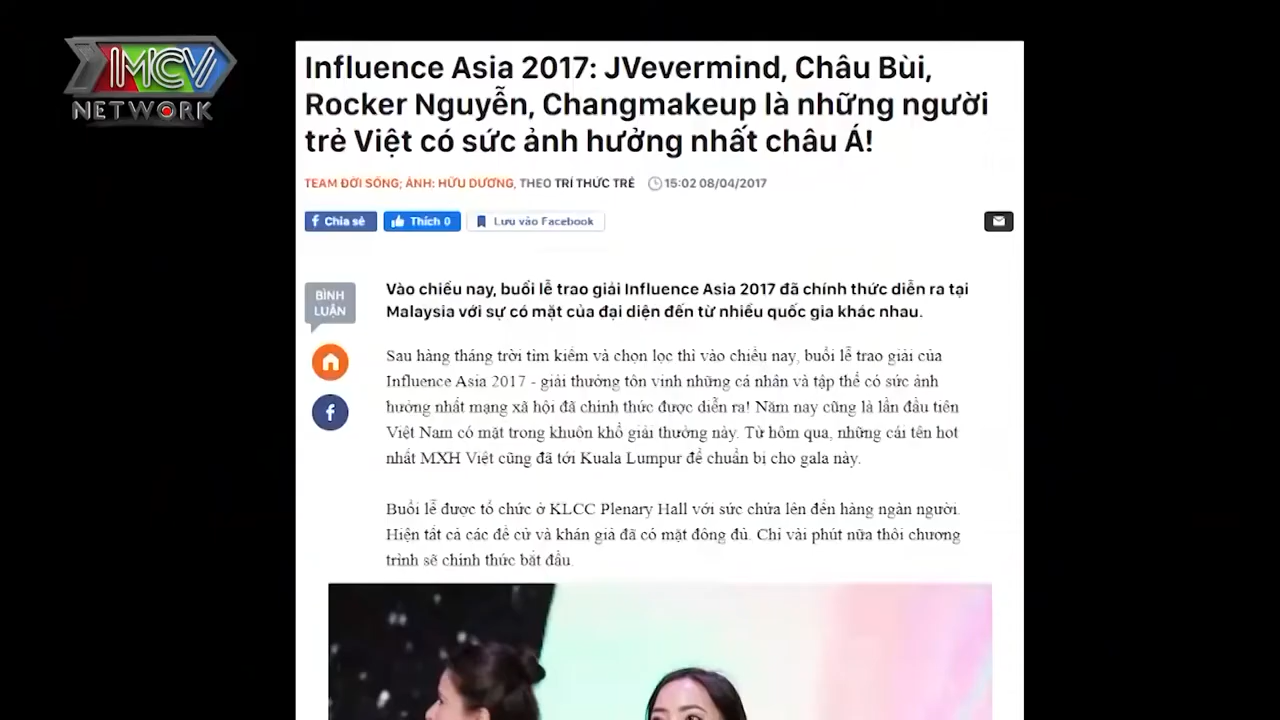 MCV
NETWORK
Influence Asia 2017: JVevermind, Châu Bùi,
Rocker Nguyễn, Changmakeup là những người
trẻ Việt có sức ảnh hưởng nhất châu Á!
TEAM ĐỜI SỐNG; ẢNH: HỮU DƯƠNG, THEO TRÍ THỨC TRẺ 15:02 08/04/2017
Chia sẻ Thích 0 Lưu vào Facebook
BÌNH
LUẬN
Vào chiều nay, buổi lễ trao giải Influence Asia 2017 đã chính thức diễn ra tại
Malaysia với sự có mặt của đại diện đến từ nhiều quốc gia khác nhau.
Sau hàng tháng trời tìm kiếm và chọn lọc thì vào chiều nay, buổi lễ trao giải của
Influence Asia 2017 - giải thưởng tôn vinh những cá nhân và tập thể có sức ảnh
hưởng nhất mạng xã hội đã chính thức được diễn ra! Năm nay cũng là lần đầu tiên
Việt Nam có mặt trong khuôn khổ giải thưởng này. Từ hôm qua, những cái tên hot
nhất MXH Việt cũng đã tới Kuala Lumpur để chuẩn bị cho gala này.
Buổi lễ được tổ chức ở KLCC Plenary Hall với sức chứa lên đến hàng ngàn người.
Hiện tất cả các đề cử và khán giả đã có mặt đông đủ. Chỉ vài phút nữa thôi chương
trình sẽ chính thức bắt đầu.